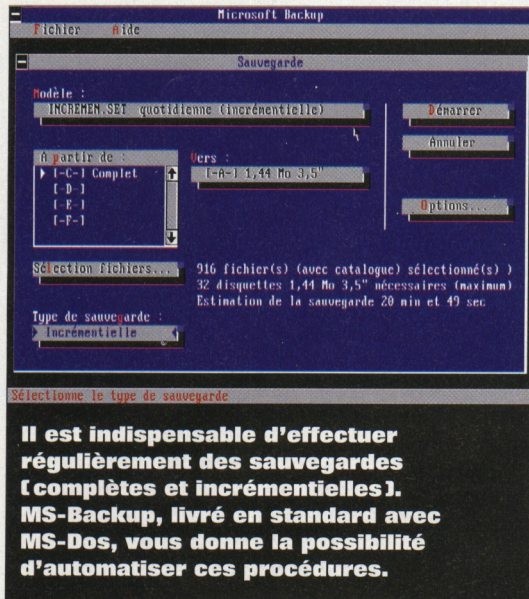 Microsoft Backup
Fichier Aide
Sauvegarde
Modèle :
INCREMEN.SET quotidienne (incrémentielle)
Démarrer
Annuler
A partir de :
[-C-] Complet
[-D-]
[-E-]
[-F-]
Vers :
[-A-] 1,44 Mo 3,5"
Options...
Sélection fichiers...
916 fichier(s) (avec catalogue) sélectionné(s) )
32 disquettes 1,44 Mo 3,5" nécessaires (maximum)
Estimation de la sauvegarde 20 min et 49 sec
Type de sauvegarde :
Incrémentielle
Sélectionne le type de sauvegarde
Il est indispensable d'effectuer
régulièrement des sauvegardes
(complètes et incrémentielles).
MS-Backup, livré en standard avec
MS-Dos, vous donne la possibilité
d'automatiser ces procédures.